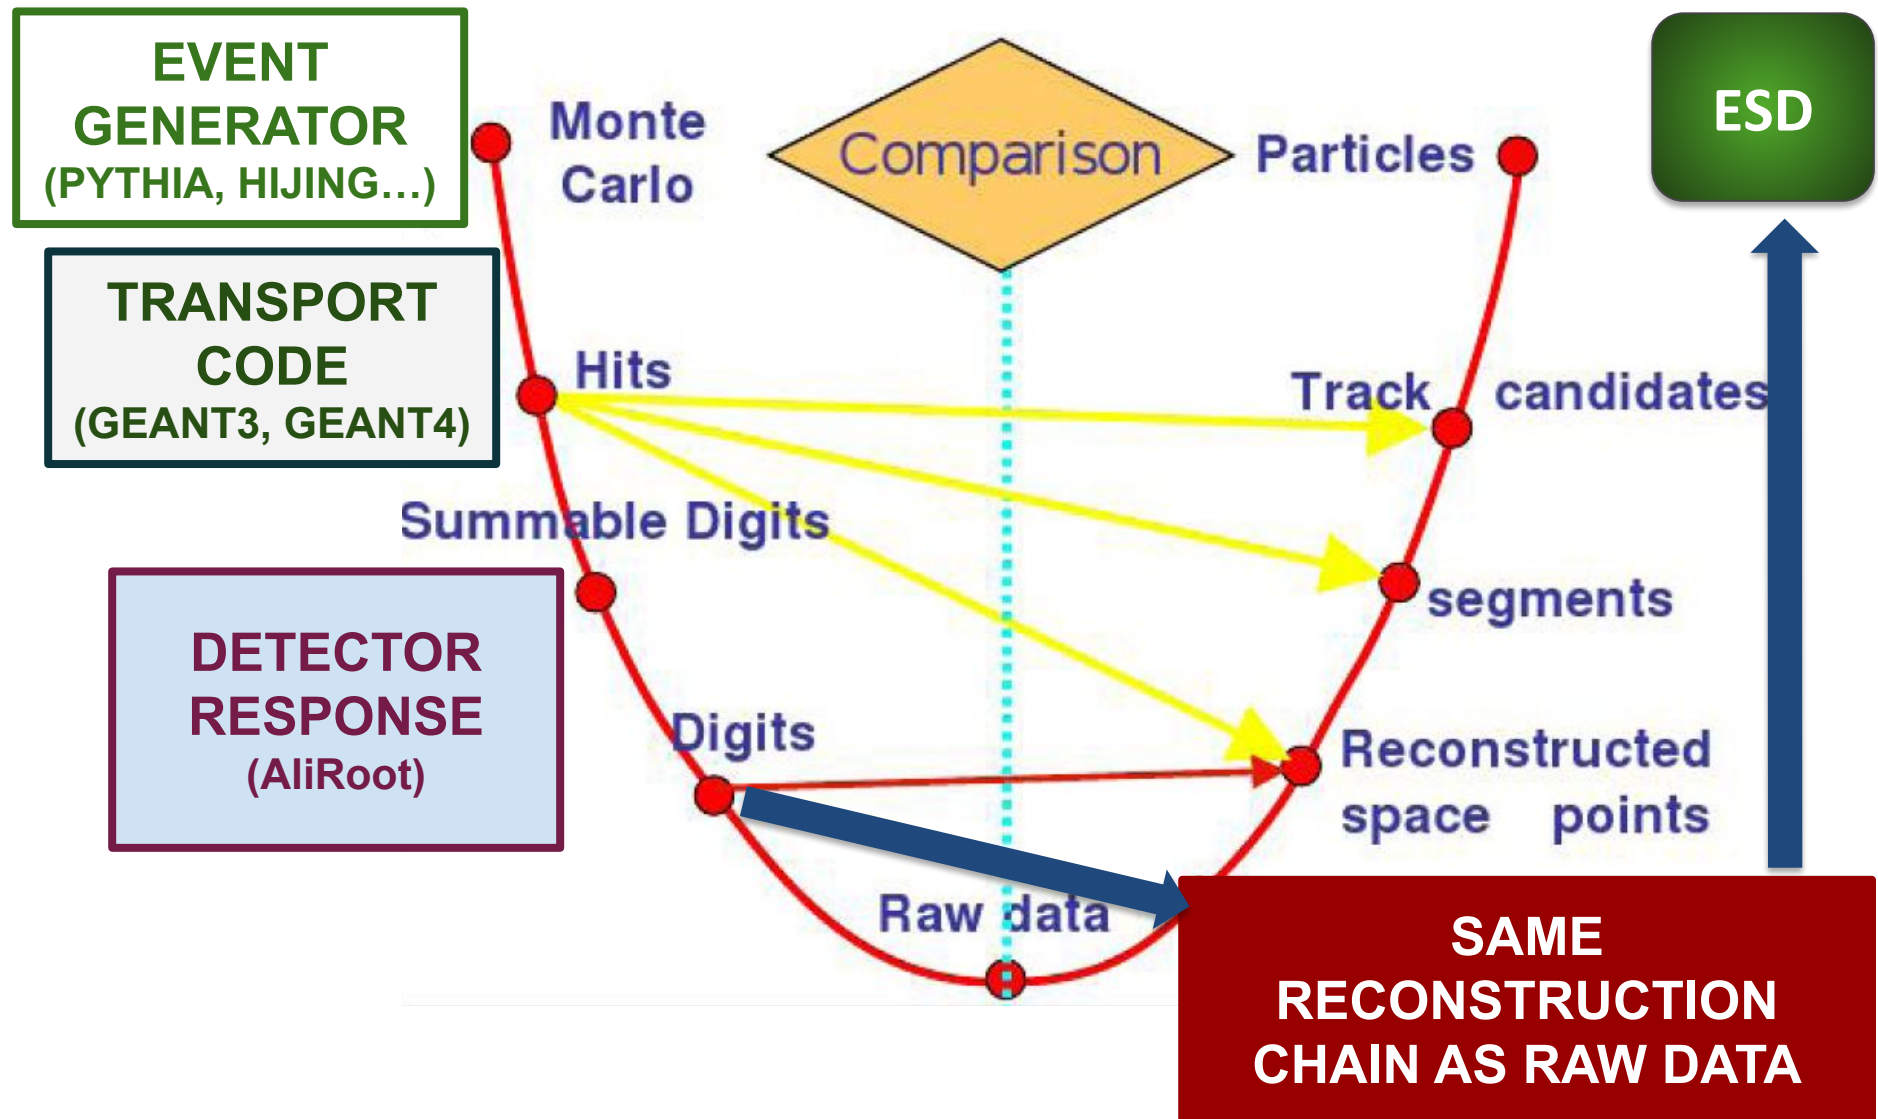 EVENT
GENERATOR
(PYTHIA, HIJING…)
Monte
Carlo
Comparison
Particles
ESD
TRANSPORT
CODE
(GEANT3, GEANT4)
Hits
Track candidates
Summable Digits
segments
DETECTOR
RESPONSE
(AliRoot)
Digits
Reconstructed
space points
Raw data
SAME
RECONSTRUCTION
CHAIN AS RAW DATA